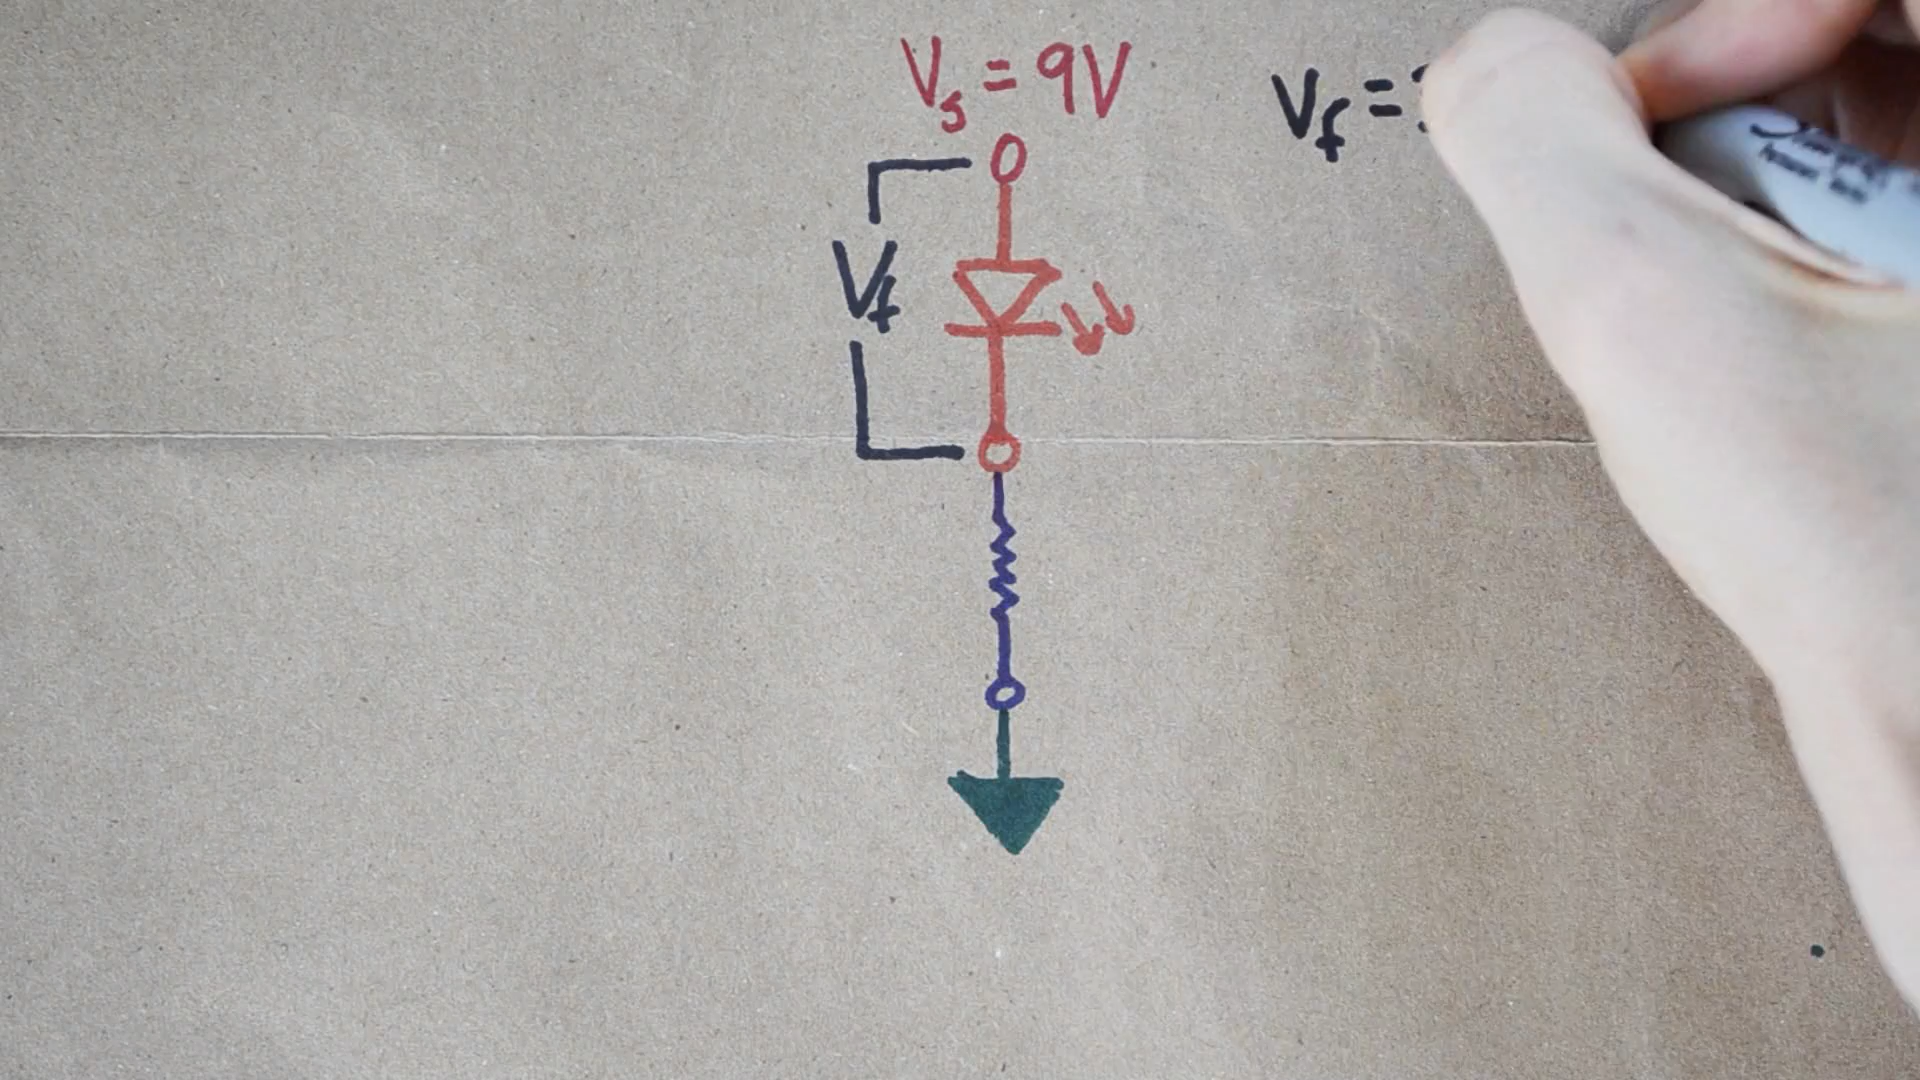 Vs = 9V
Vf =
Vf